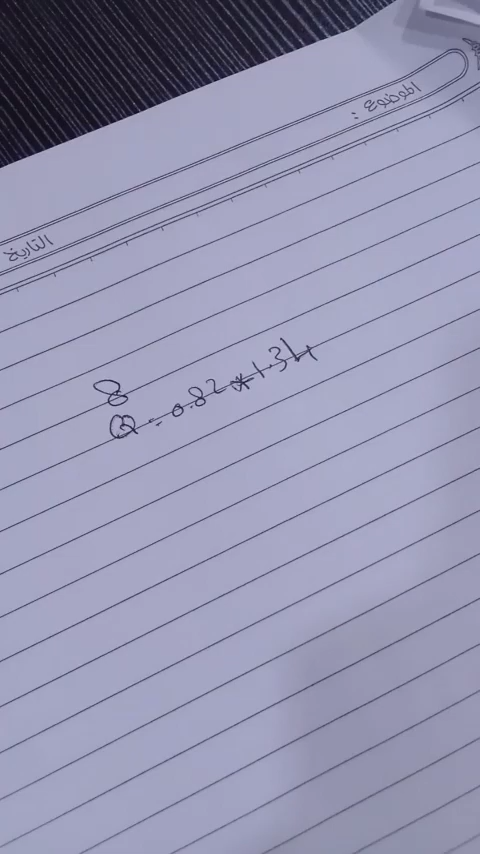 الموضوع :
التاريخ
8
Q = 0.82 * 1.34